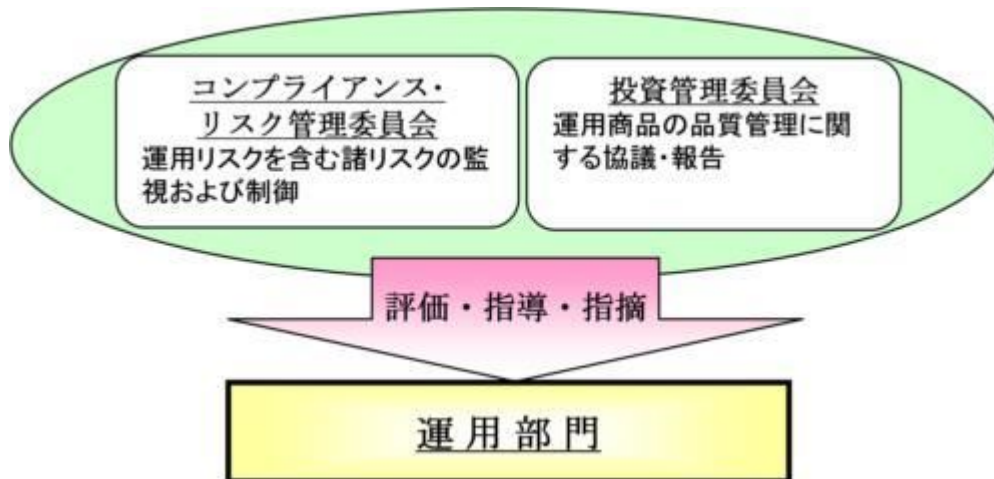 コンプライアンス・
リスク管理委員会
運用リスクを含む諸リスクの監
視および制御
投資管理委員会
運用商品の品質管理に関
する協議・報告
評価・指導・指摘
運用部門